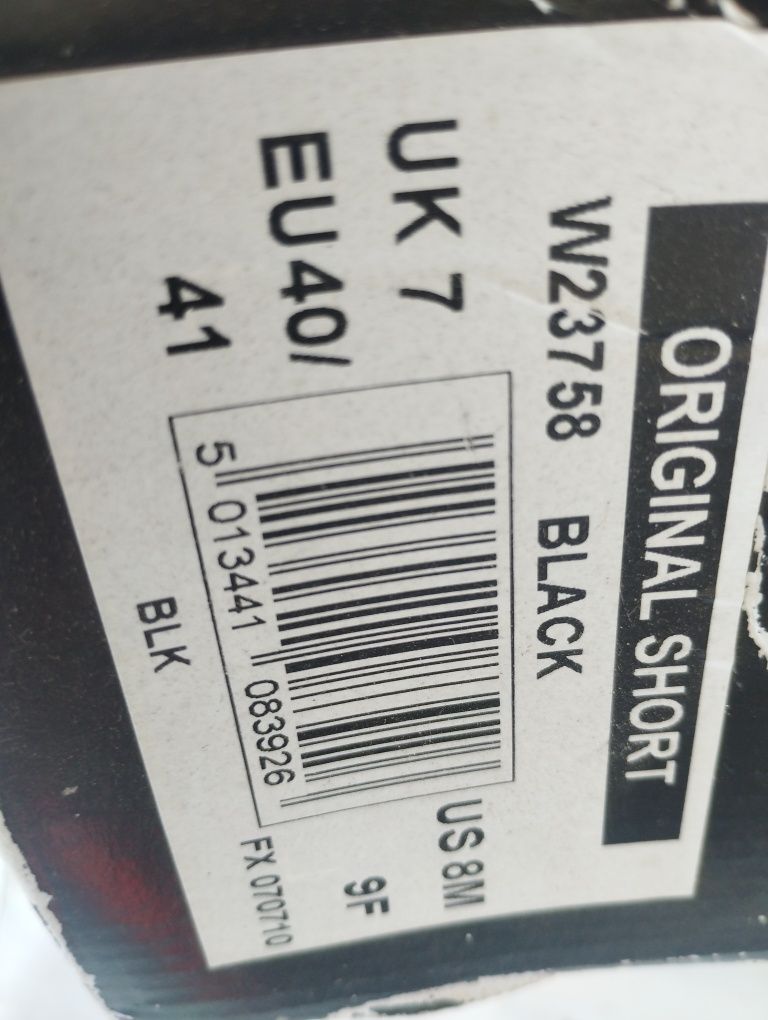 ORIGINAL SHORT
W23758 BLACK
UK 7
EU40/
41
US 8M
9F
5 013441 083926
BLK
FX 070710